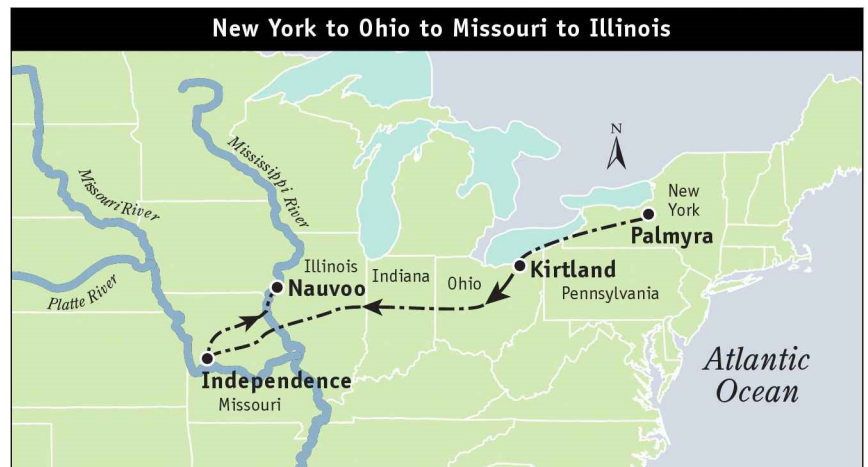 New York to Ohio to Missouri to Illinois
N
Mississippi
River
Missouri River
New
York
Palmyra
Illinois
Indiana
Ohio
Kirtland
Pennsylvania
Nauvoo
Platte River
Atlantic
Ocean
Independence
Missouri